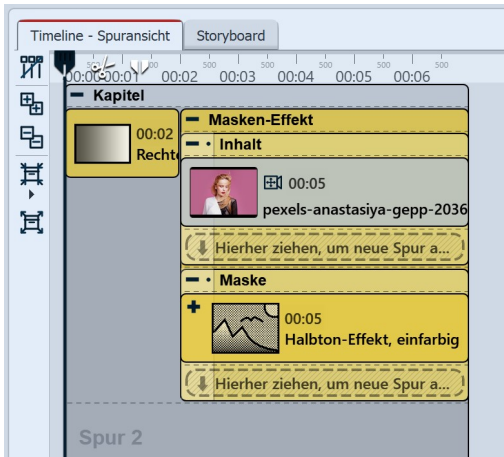 Timeline - Spuransicht
Storyboard
500 500 500 500 500 500
00:00 00:01 00:02 00:03 00:04 00:05 00:06
Kapitel
00:02
Rechte
Masken-Effekt
Inhalt
00:05
pexels-anastasiya-gepp-2036
Hierher ziehen, um neue Spur a...
Maske
00:05
Halbton-Effekt, einfarbig
Hierher ziehen, um neue Spur a...
Spur 2